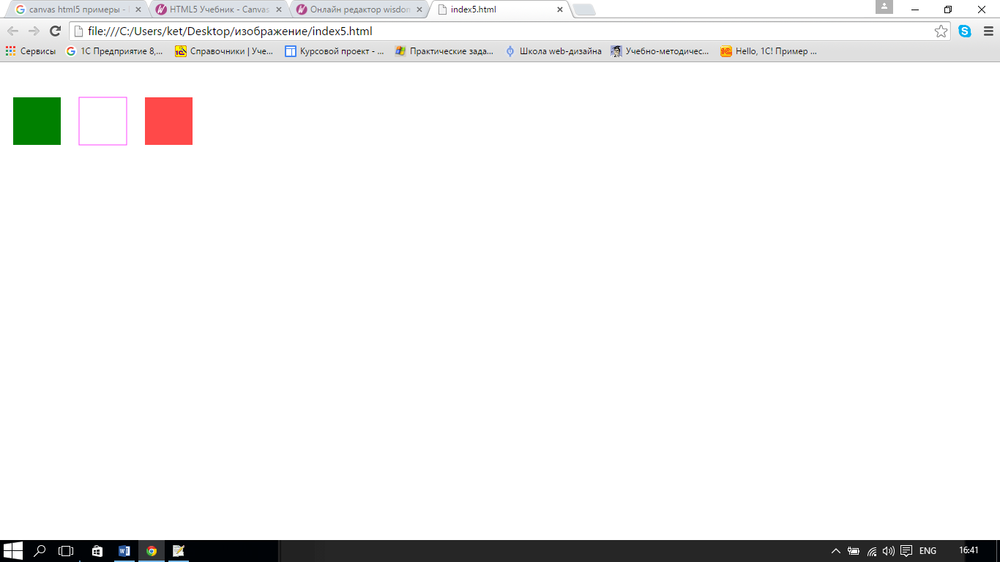 canvas html5 примеры -
HTML5 Учебник - Canvas
Онлайн редактор wisdom
index5.html
file:///C:/Users/ket/Desktop/изображение/index5.html
Сервисы
1С Предприятие 8,...
Справочники | Уче...
Курсовой проект - ...
Практические зада...
Школа web-дизайна
Учебно-методичес...
Hello, 1C! Пример ...
ENG
16:41